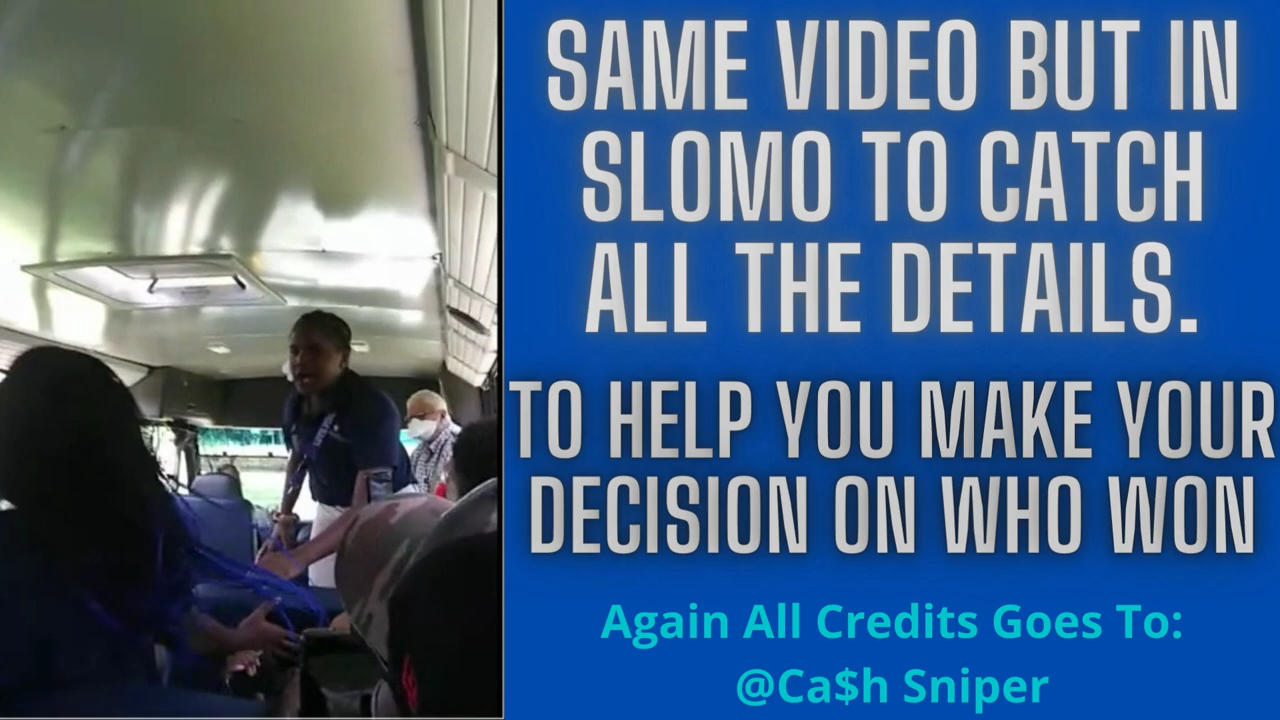 SAME VIDEO BUT IN
SLOMO TO CATCH
ALL THE DETAILS.
TO HELP YOU MAKE YOUR
DECISION ON WHO WON
Again All Credits Goes To:
@Ca$h Sniper